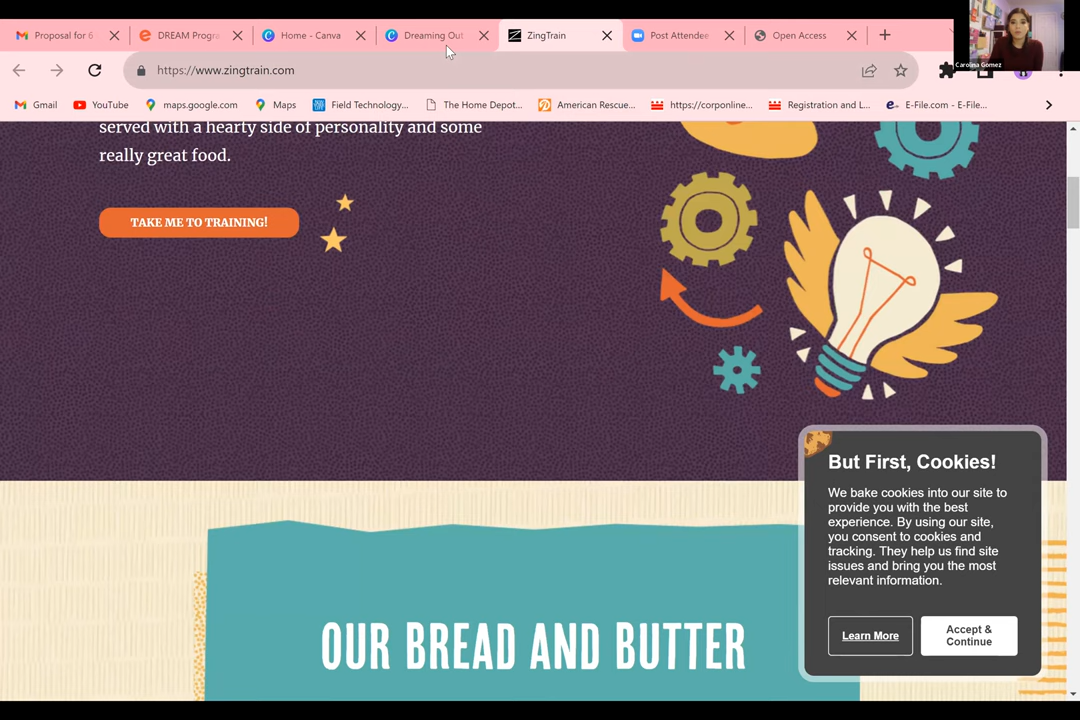 Proposal for 6
DREAM Progra
Home - Canva
Dreaming Out
ZingTrain
Post Attendee
Open Access
Carolina Gomez
https://www.zingtrain.com
Gmail
YouTube
maps.google.com
Maps
Field Technology...
The Home Depot...
American Rescue...
https://corponline...
Registration and L...
E-File.com - E-File...
served with a hearty side of personality and some
really great food.
TAKE ME TO TRAINING!
But First, Cookies!
We bake cookies into our site to
provide you with the best
experience. By using our site,
you consent to cookies and
tracking. They help us find site
issues and bring you the most
relevant information.
Learn More
Accept &
Continue
OUR BREAD AND BUTTER